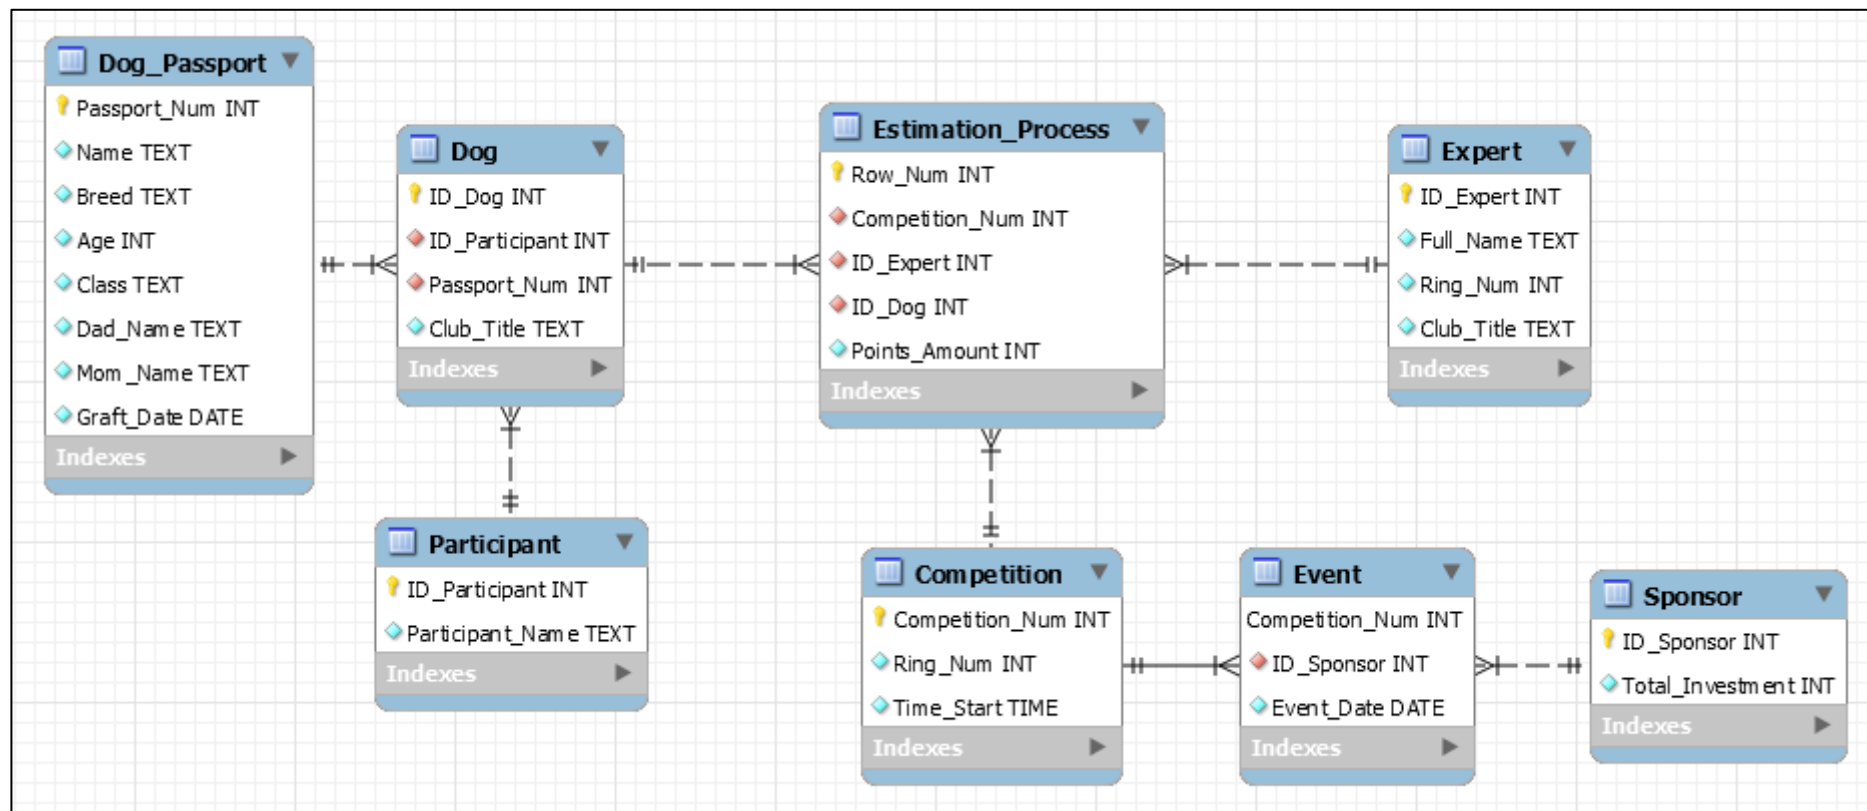 Dog_Passport
Passport_Num INT
Name TEXT
Breed TEXT
Age INT
Class TEXT
Dad_Name TEXT
Mom_Name TEXT
Graft_Date DATE
Indexes
Dog
ID_Dog INT
ID_Participant INT
Passport_Num INT
Club_Title TEXT
Indexes
Participant
ID_Participant INT
Participant_Name TEXT
Indexes
Estimation_Process
Row_Num INT
Competition_Num INT
ID_Expert INT
ID_Dog INT
Points_Amount INT
Indexes
Expert
ID_Expert INT
Full_Name TEXT
Ring_Num INT
Club_Title TEXT
Indexes
Competition
Competition_Num INT
Ring_Num INT
Time_Start TIME
Indexes
Event
Competition_Num INT
ID_Sponsor INT
Event_Date DATE
Indexes
Sponsor
ID_Sponsor INT
Total_Investment INT
Indexes